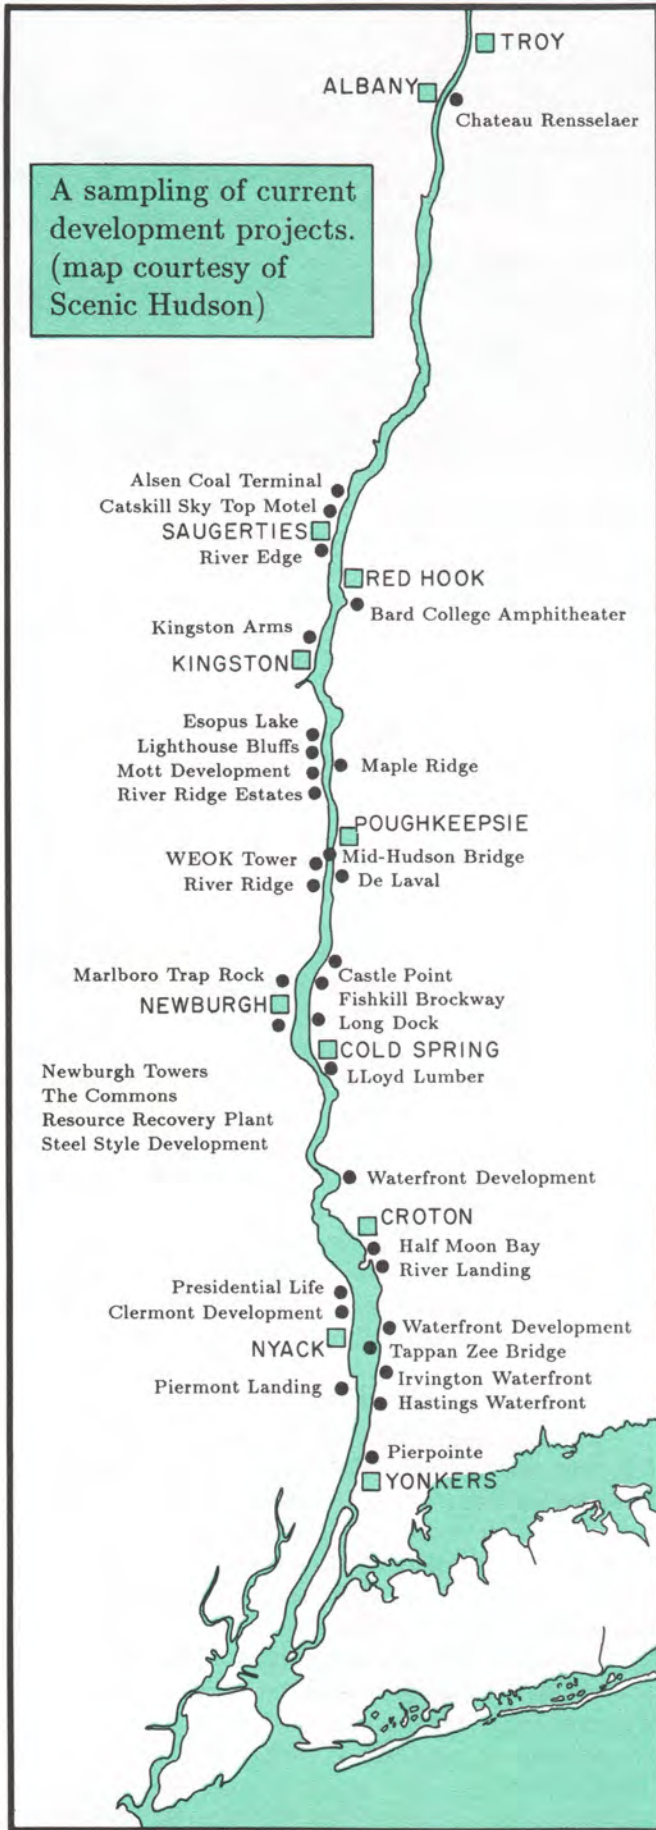 TROY
ALBANY
Chateau Rensselaer
A sampling of current
development projects.
(map courtesy of
Scenic Hudson)
Alsen Coal Terminal
Catskill Sky Top Motel
SAUGERTIES
River Edge
RED HOOK
Bard College Amphitheater
Kingston Arms
KINGSTON
Esopus Lake
Lighthouse Bluffs
Mott Development
Maple Ridge
River Ridge Estates
POUGHKEEPSIE
WEOK Tower
Mid-Hudson Bridge
River Ridge
De Laval
Marlboro Trap Rock
Castle Point
NEWBURGH
Fishkill Brockway
Long Dock
COLD SPRING
LLoyd Lumber
Newburgh Towers
The Commons
Resource Recovery Plant
Steel Style Development
Waterfront Development
CROTON
Half Moon Bay
River Landing
Presidential Life
Clermont Development
Waterfront Development
NYACK
Tappan Zee Bridge
Irvington Waterfront
Piermont Landing
Hastings Waterfront
Pierpointe
YONKERS